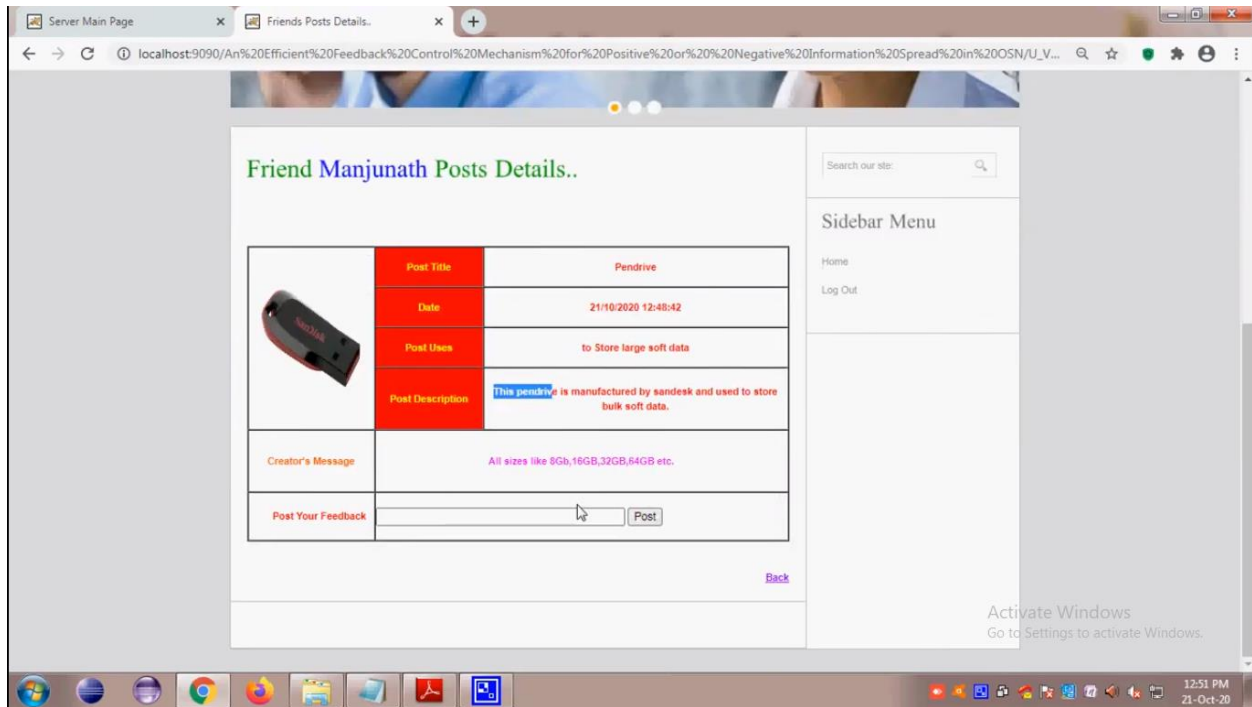 Server Main Page
Friends Posts Details..
localhost:9090/An%20Efficient%20Feedback%20Control%20Mechanism%20for%20Positive%20or%20%20Negative%20Information%20Spread%20in%20OSN/U_V...
Friend Manjunath Posts Details..
Search our site:
Sidebar Menu
Home
Log Out
SanDisk
Post Title
Pendrive
Date
21/10/2020 12:48:42
Post Uses
to Store large soft data
Post Description
This pendrive is manufactured by sandesk and used to store
bulk soft data.
Creator's Message
All sizes like 8Gb,16GB,32GB,64GB etc.
Post Your Feedback
Post
Back
Activate Windows
Go to Settings to activate Windows.
12:51 PM
21-Oct-20